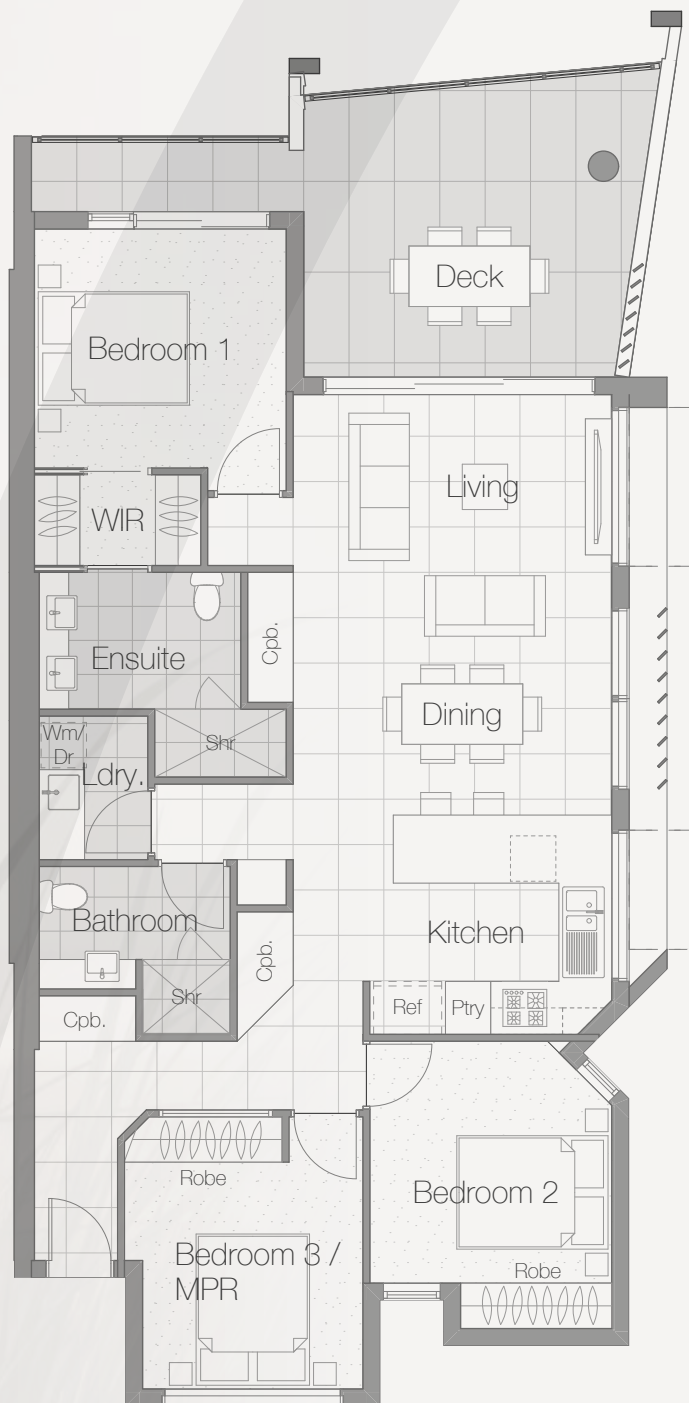 Deck
Bedroom 1
Living
WIR
Ensuite
Cpb.
Dining
Shr
Wm/
Dr
Ldry.
Bathroom
Kitchen
Cpb.
Shr
Ref
Ptry
Cpb.
Robe
Bedroom 2
Bedroom 3 /
MPR
Robe